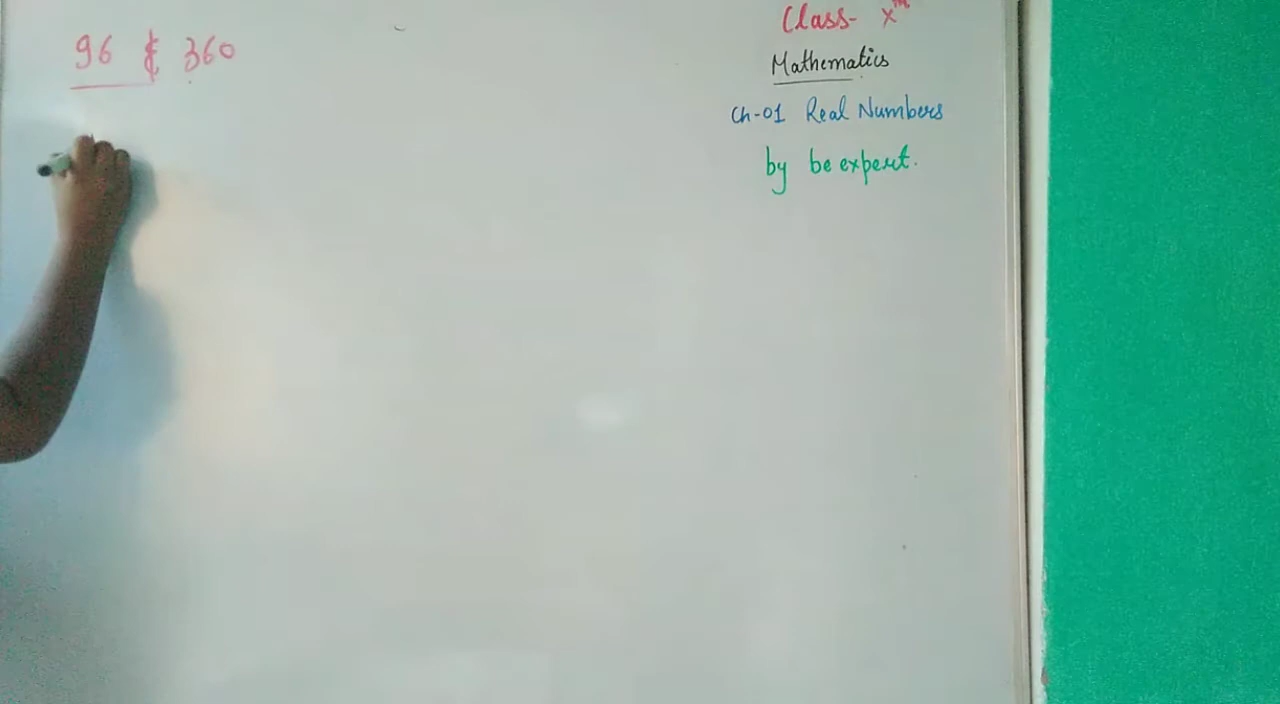 96 & 360
Class- Xth
Mathematics
Ch-01 Real Numbers
by be expert.